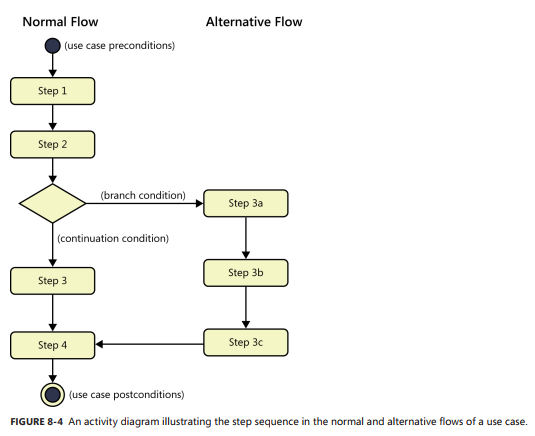 Normal Flow
Alternative Flow
(use case preconditions)
Step 1
Step 2
(branch condition)
Step 3a
(continuation condition)
Step 3b
Step 3
Step 3c
Step 4
(use case postconditions)
FIGURE 8-4 An activity diagram illustrating the step sequence in the normal and alternative flows of a use case.